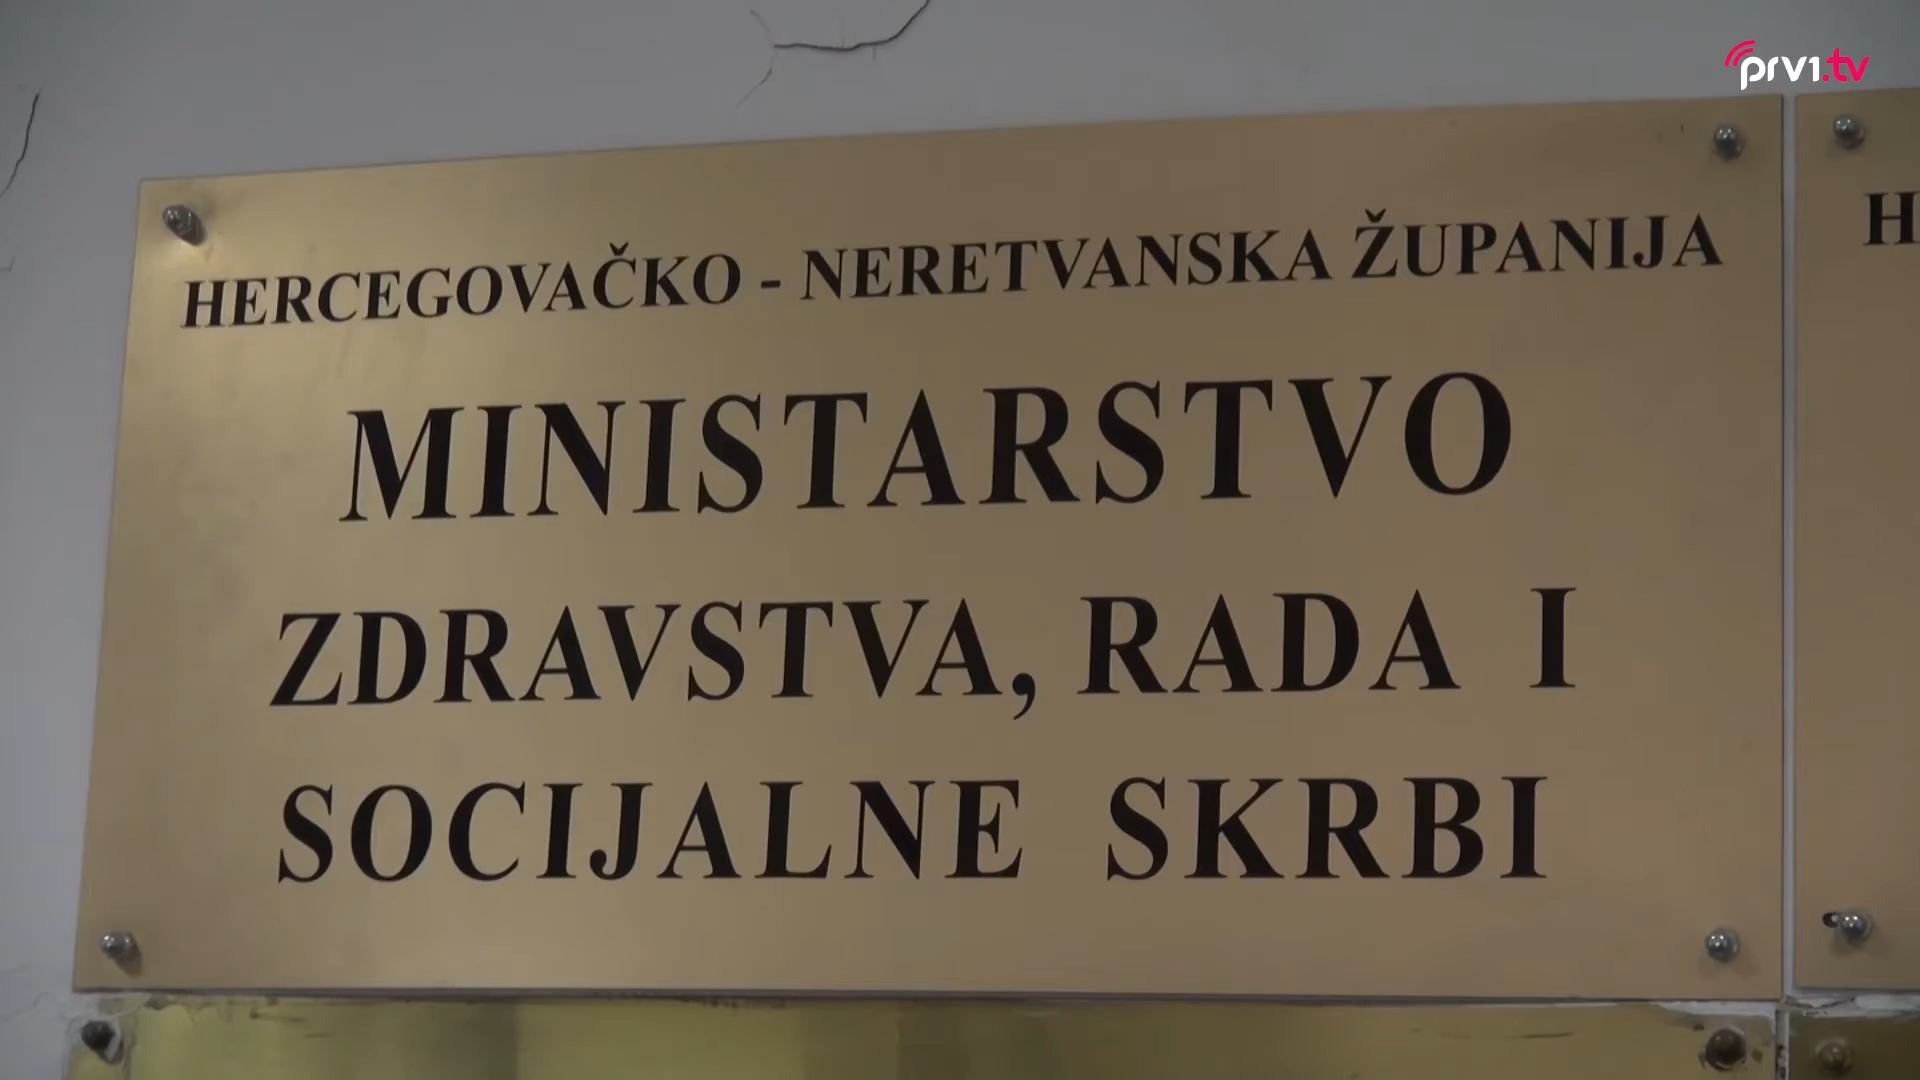 prv1.tv
HERCEGOVAČKO - NERETVANSKA ŽUPANIJA
MINISTARSTVO
ZDRAVSTVA, RADA I
SOCIJALNE SKRBI
H